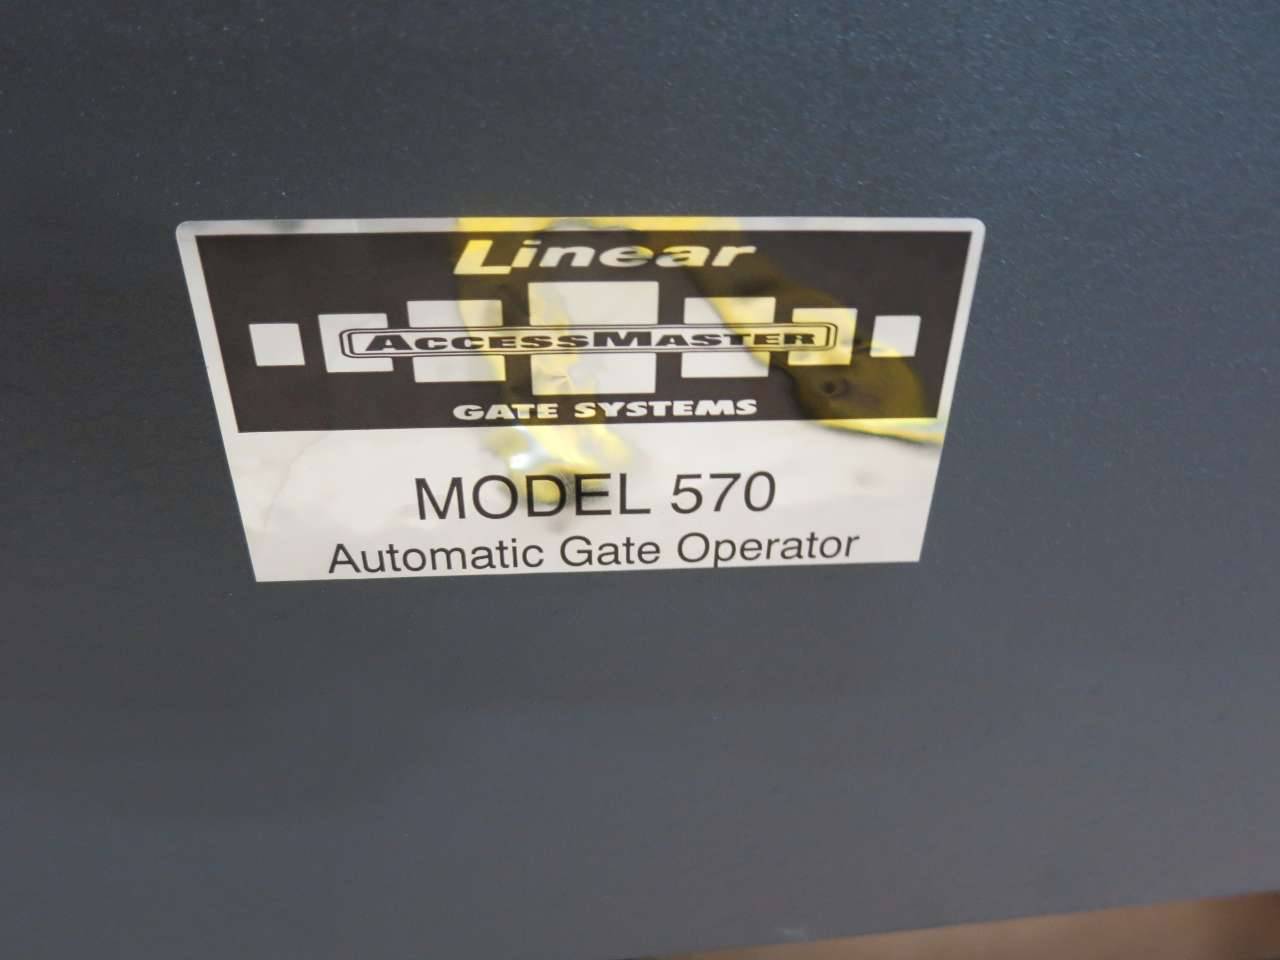 Linear
ACCESSMASTER
GATE SYSTEMS
MODEL 570
Automatic Gate Operator